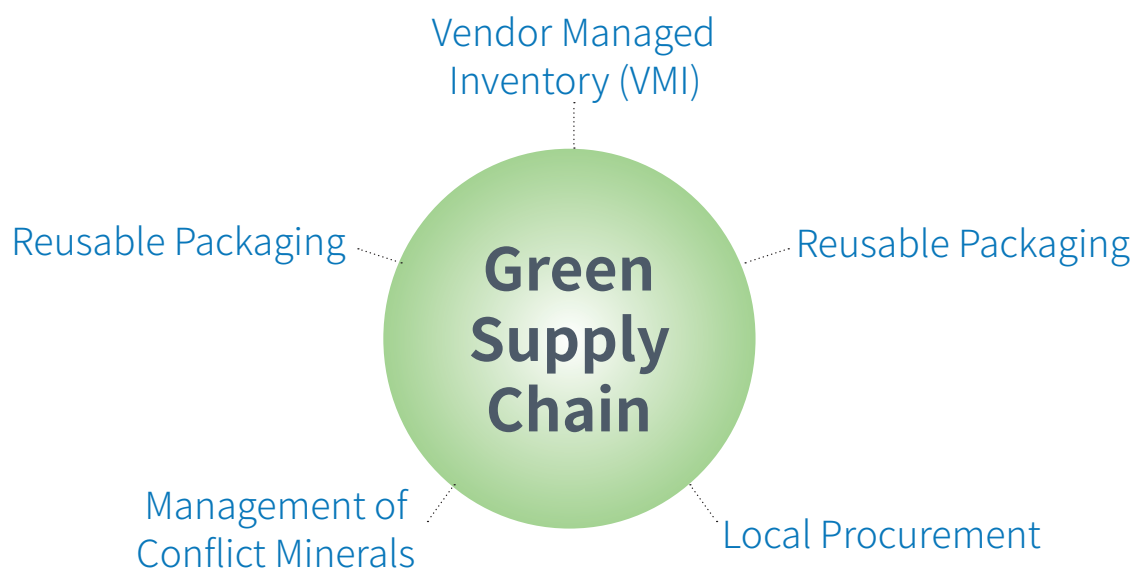 Vendor Managed
Inventory (VMI)
Reusable Packaging
Reusable Packaging
Green
Supply
Chain
Management of
Conflict Minerals
Local Procurement